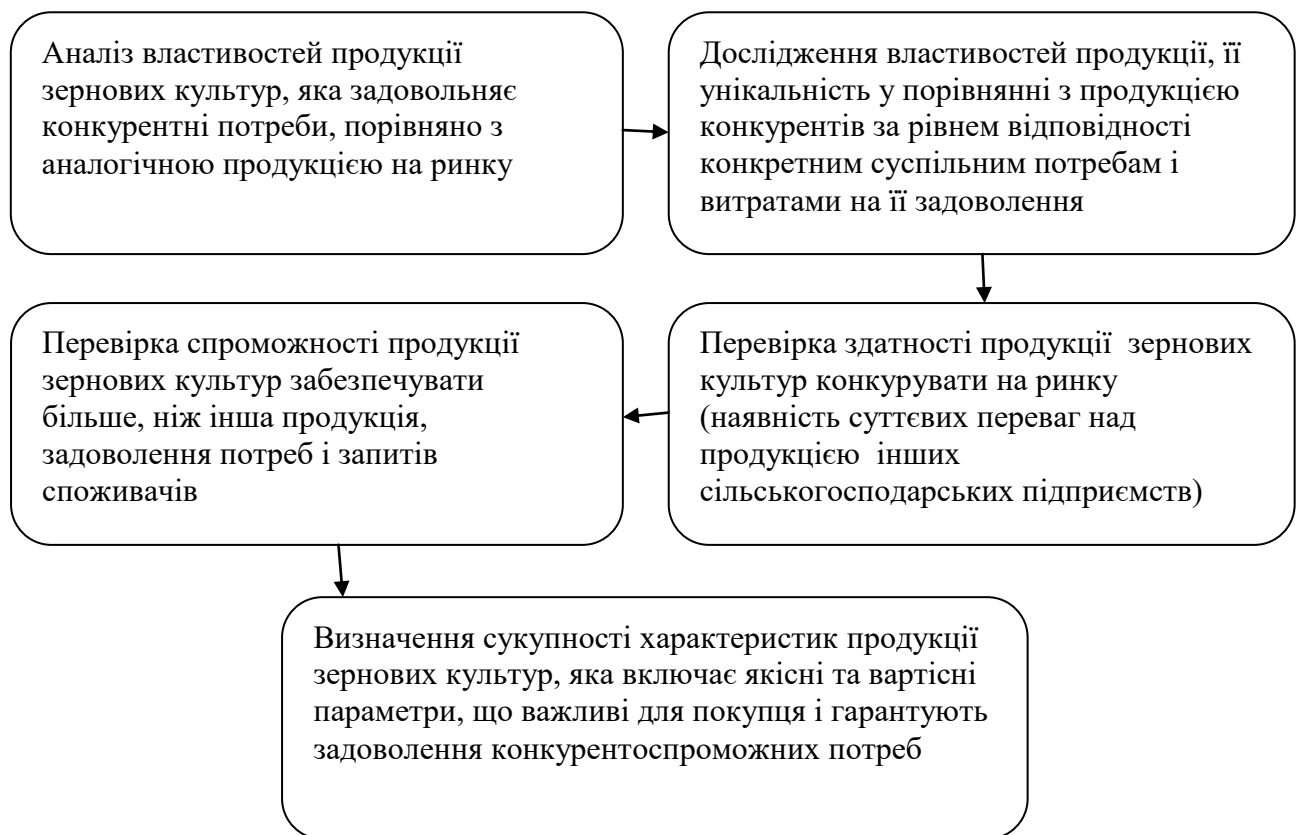 Аналіз властивостей продукції
зернових культур, яка задовольняє
конкурентні потреби, порівняно з
аналогічною продукцією на ринку
Дослідження властивостей продукції, її
унікальність у порівнянні з продукцією
конкурентів за рівнем відповідності
конкретним суспільним потребам і
витратами на її задоволення
Перевірка здатності продукції зернових
культур конкурувати на ринку
(наявність суттєвих переваг над
продукцією інших
сільськогосподарських підприємств)
Перевірка спроможності продукції
зернових культур забезпечувати
більше, ніж інша продукція,
задоволення потреб і запитів
споживачів
Визначення сукупності характеристик продукції
зернових культур, яка включає якісні та вартісні
параметри, що важливі для покупця і гарантують
задоволення конкурентоспроможних потреб